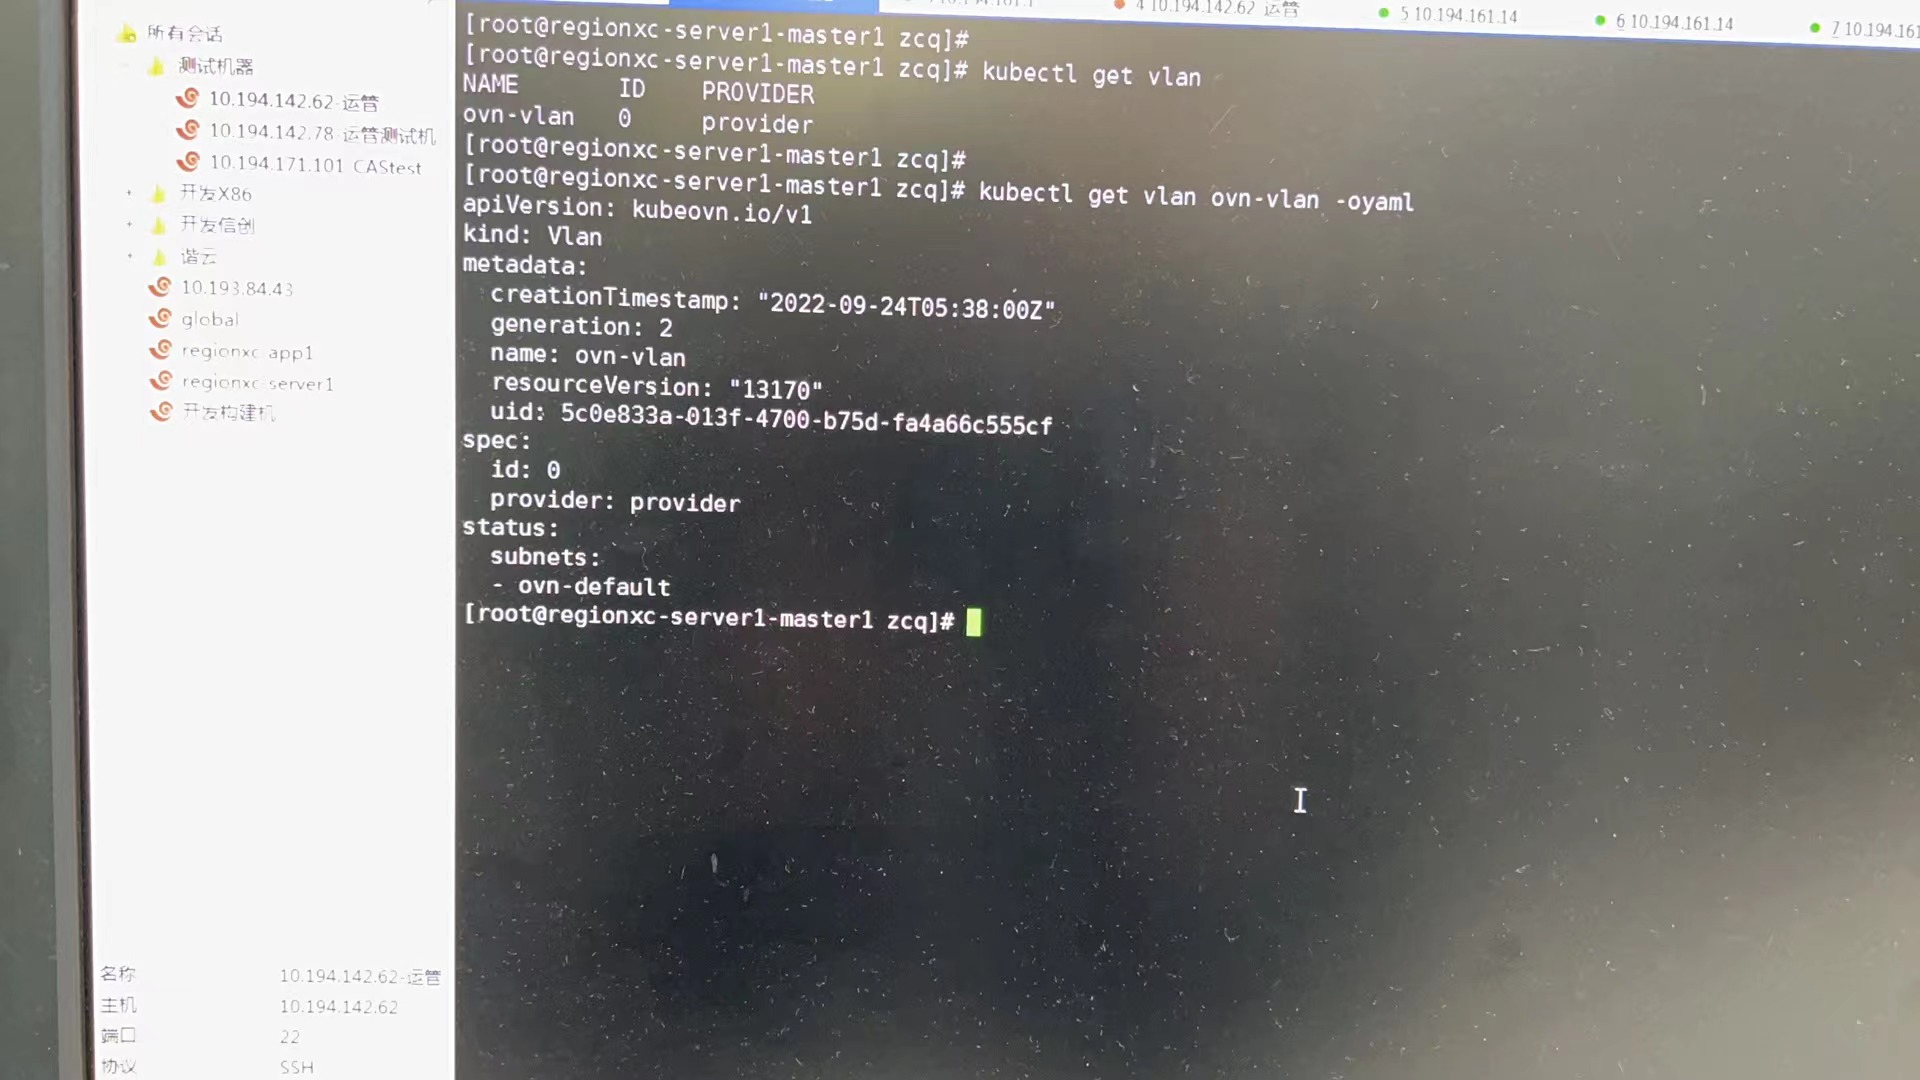 所有会话
测试机器
10.194.142.62-运管
10.194.142.78 运管测试机
10.194.171.101 CAStest
开发X86
开发信创
谐云
10.193.84.43
global
regionxc app1
regionxc-server1
开发构建机
名称 10.194.142.62-运管
主机 10.194.142.62
端口 22
协议 SSH
4 10.194.142.62 运管
5 10.194.161.14
6 10.194.161.14
7 10.194.161
[root@regionxc-server1-master1 zcq]#
[root@regionxc-server1-master1 zcq]# kubectl get vlan
NAME ID PROVIDER
ovn-vlan 0 provider
[root@regionxc-server1-master1 zcq]#
[root@regionxc-server1-master1 zcq]# kubectl get vlan ovn-vlan -oyaml
apiVersion: kubeovn.io/v1
kind: Vlan
metadata:
  creationTimestamp: "2022-09-24T05:38:00Z"
  generation: 2
  name: ovn-vlan
  resourceVersion: "13170"
  uid: 5c0e833a-013f-4700-b75d-fa4a66c555cf
spec:
  id: 0
  provider: provider
status:
  subnets:
  - ovn-default
[root@regionxc-server1-master1 zcq]#